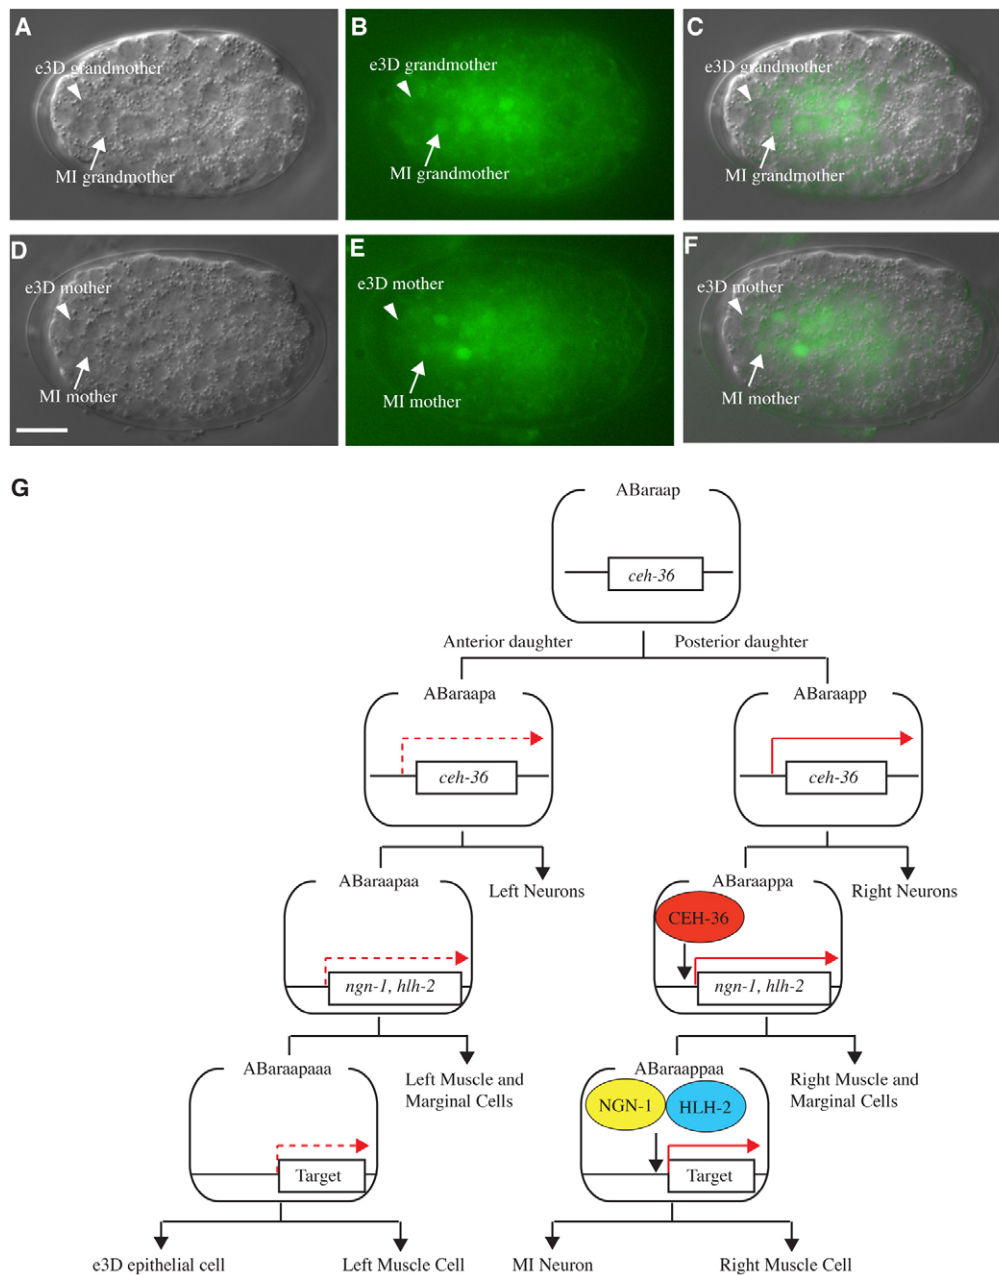 A
e3D grandmother
MI grandmother
B
e3D grandmother
MI grandmother
C
e3D grandmother
MI grandmother
D
e3D mother
MI mother
E
e3D mother
MI mother
F
e3D mother
MI mother
G
ABaraap
ceh-36
Anterior daughter
Posterior daughter
ABaraapa
ABaraapp
ceh-36
ceh-36
ABaraapaa
Left Neurons
ABaraappa
Right Neurons
CEH-36
ngn-1, hlh-2
ngn-1, hlh-2
ABaraapaaa
Left Muscle and
Marginal Cells
ABaraappaa
Right Muscle and
Marginal Cells
NGN-1
HLH-2
Target
Target
e3D epithelial cell
Left Muscle Cell
MI Neuron
Right Muscle Cell